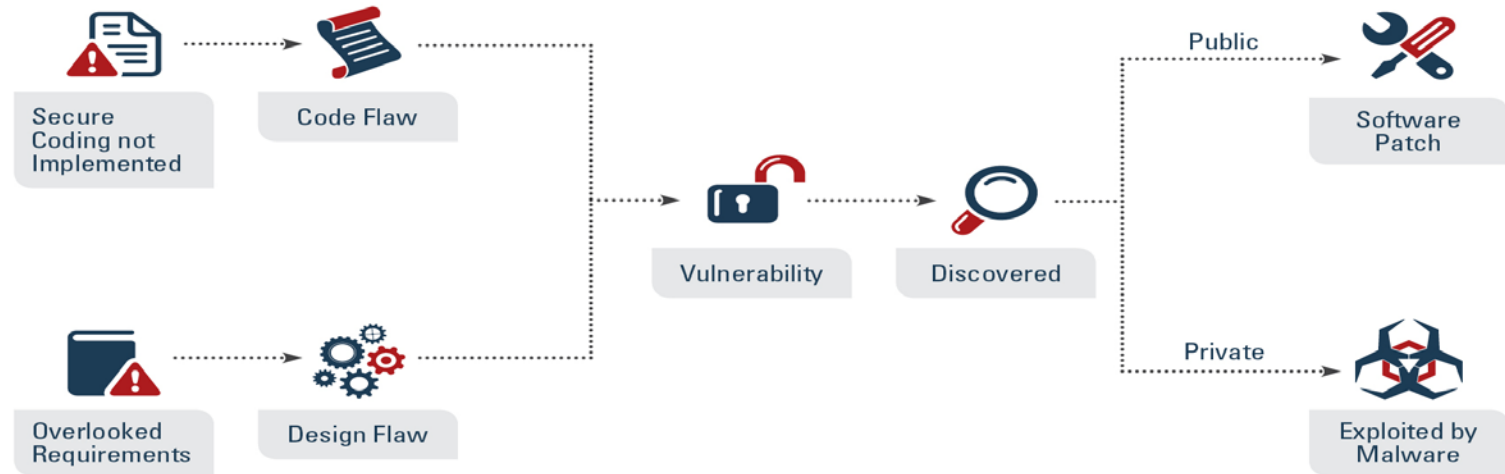 Secure
Coding not
Implemented
Code Flaw
Overlooked
Requirements
Design Flaw
Vulnerability
Discovered
Public
Software
Patch
Private
Exploited by
Malware